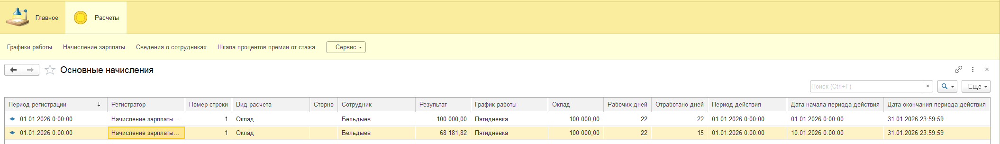 Главное
Расчеты
Графики работы Начисление зарплаты Сведения о сотрудниках Шкала процентов премии от стажа Сервис
Основные начисления
Поиск (Ctrl+F) × Еще
Период регистрации ↓ Регистратор Номер строки Вид расчета Сторно Сотрудник Результат График работы Оклад Рабочих дней Отработано дней Период действия Дата начала периода действия Дата окончания периода действия
01.01.2026 0:00:00 Начисление зарплаты... 1 Оклад Бельдыев 100 000,00 Пятидневка 100 000,00 22 22 01.01.2026 0:00:00 01.01.2026 0:00:00 31.01.2026 23:59:59
01.01.2026 0:00:00 Начисление зарплаты... 1 Оклад Бельдыев 68 181,82 Пятидневка 100 000,00 22 15 01.01.2026 0:00:00 10.01.2026 0:00:00 31.01.2026 23:59:59